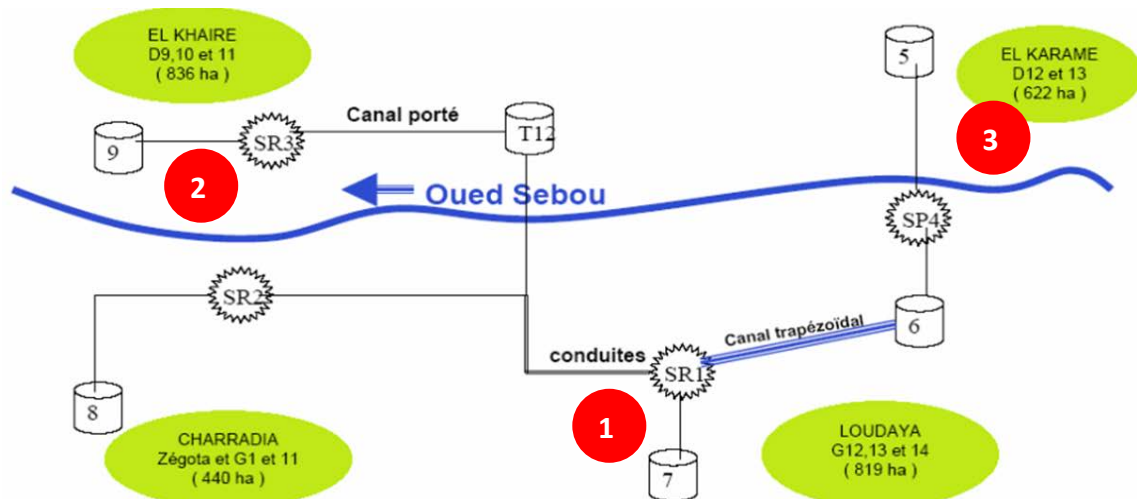 EL KHAIRE
D9,10 et 11
( 836 ha )
5
EL KARAME
D12 et 13
( 622 ha )
Canal porté
T12
SR3
9
3
2
Oued Sebou
SP4
SR2
6
Canal trapézoïdal
conduites
SR1
8
1
CHARRADIA
Zégota et G1 et 11
( 440 ha )
LOUDAYA
G12,13 et 14
( 819 ha )
7